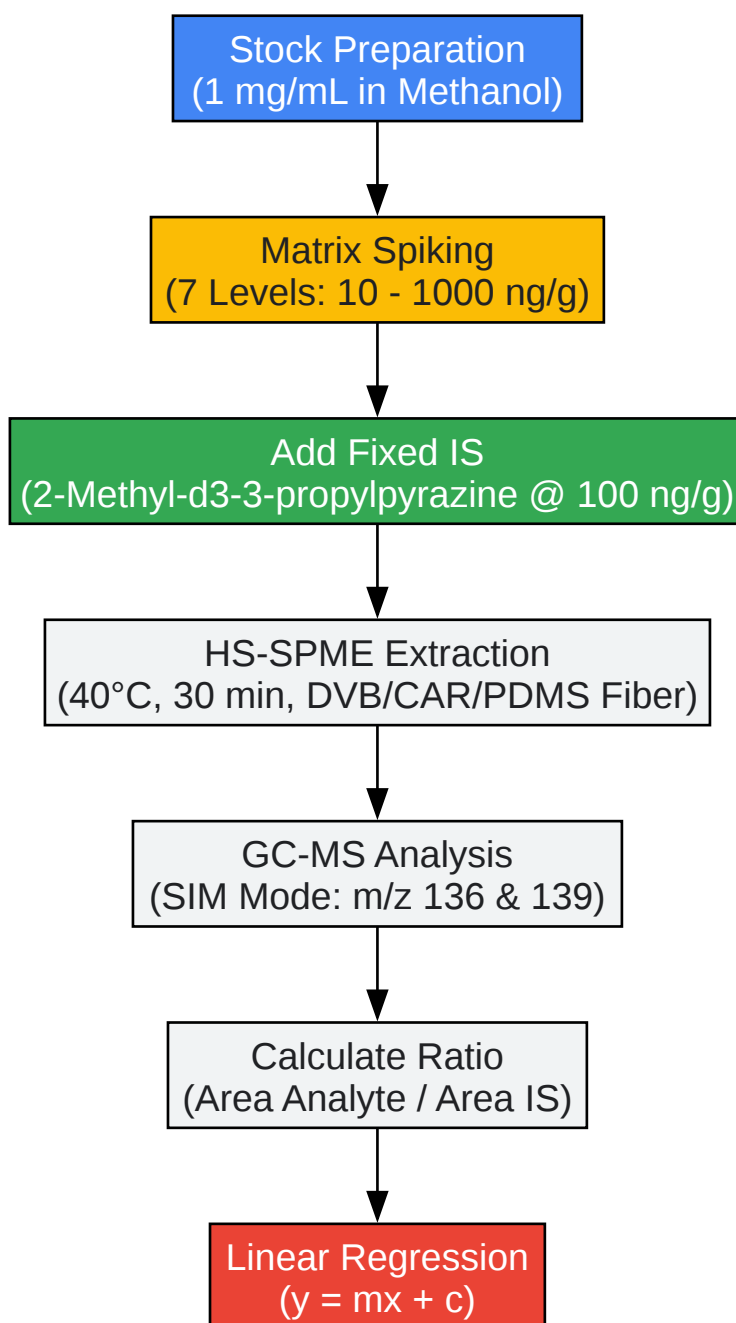 Stock Preparation
(1 mg/mL in Methanol)
Matrix Spiking
(7 Levels: 10 - 1000 ng/g)
Add Fixed IS
(2-Methyl-d3-3-propylpyrazine @ 100 ng/g)
HS-SPME Extraction
(40°C, 30 min, DVB/CAR/PDMS Fiber)
GC-MS Analysis
(SIM Mode: m/z 136 & 139)
Calculate Ratio
(Area Analyte / Area IS)
Linear Regression
(y = mx + c)